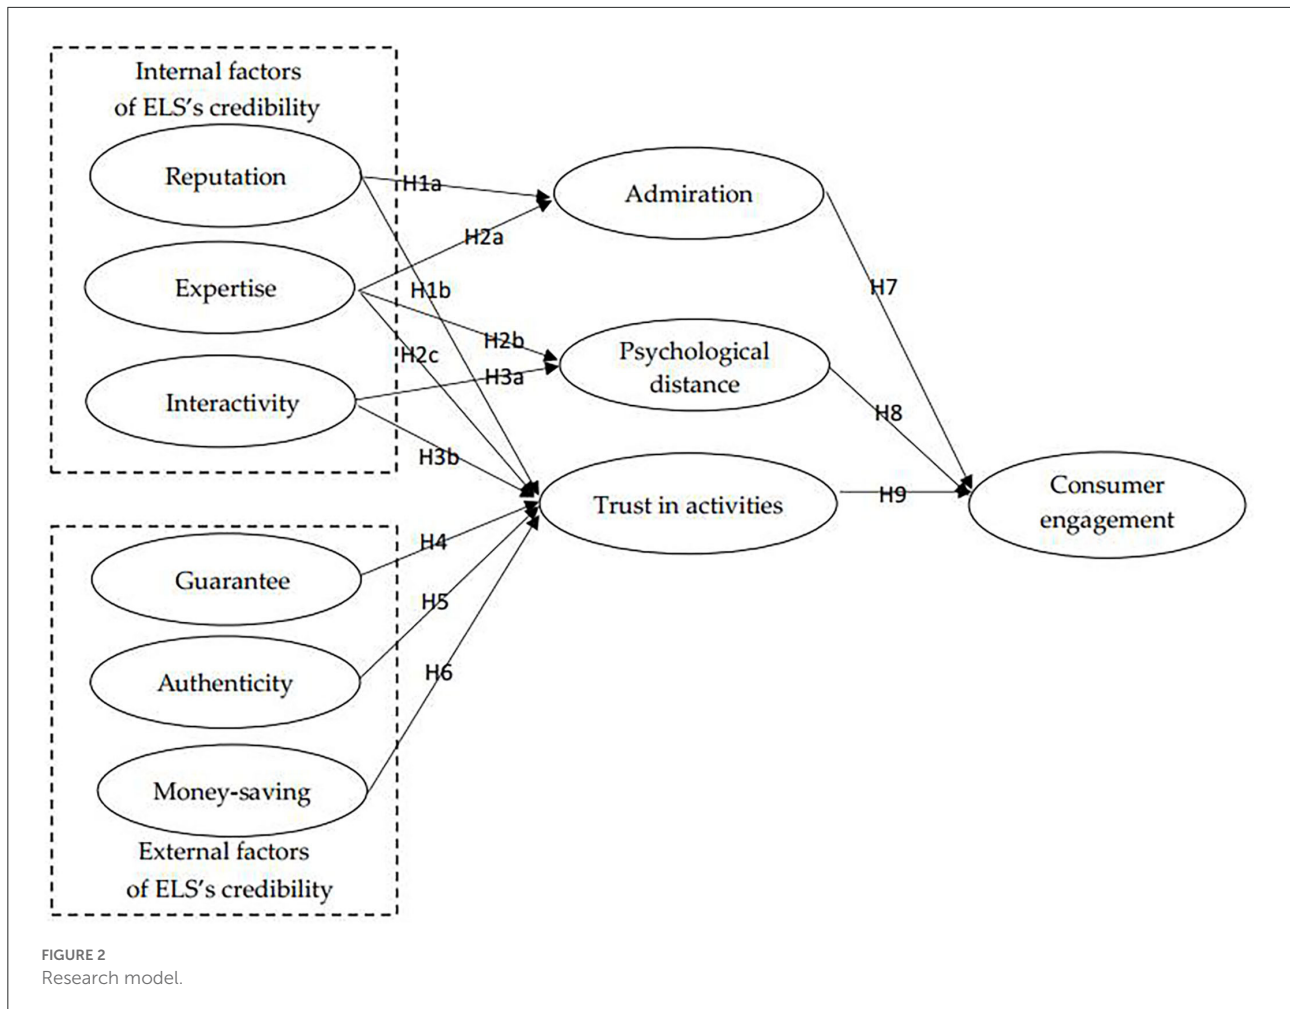 Internal factors
of ELS's credibility
Reputation
Expertise
Interactivity
H1a
H2a
H1b
H2b
H2c
H3a
H3b
Admiration
Psychological
distance
Trust in activities
H7
H8
H9
Consumer
engagement
Guarantee
Authenticity
Money-saving
H4
H5
H6
External factors
of ELS's credibility
FIGURE 2
Research model.